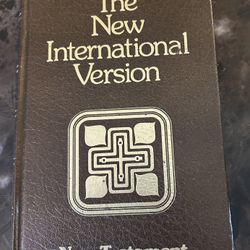 The
New
International
Version
New Testament